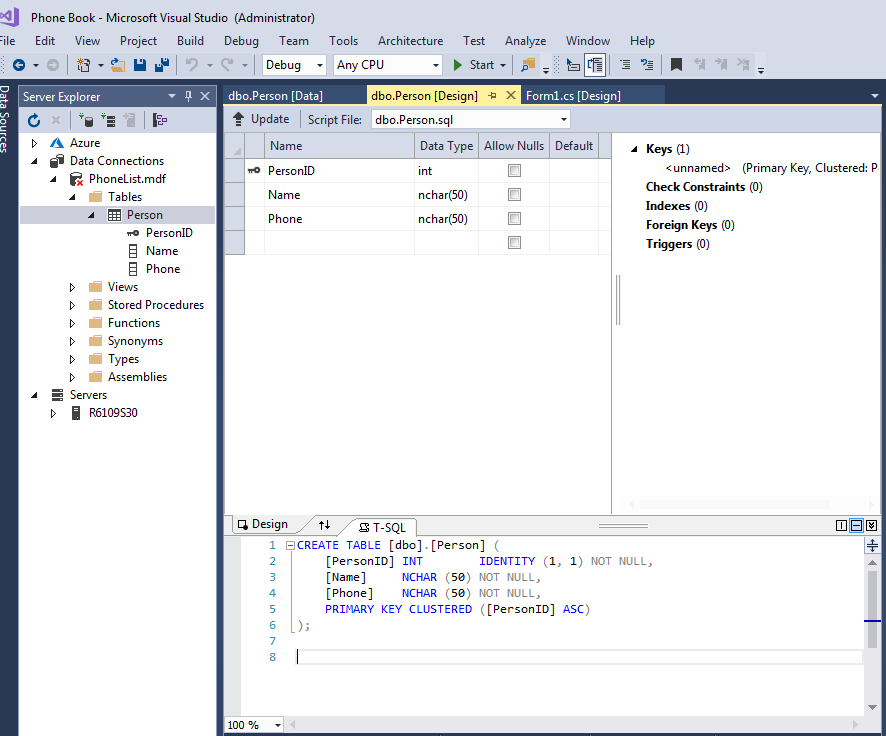 Phone Book - Microsoft Visual Studio (Administrator)
File Edit View Project Build Debug Team Tools Architecture Test Analyze Window Help
Debug Any CPU Start
Data Sources
Server Explorer
Azure
Data Connections
PhoneList.mdf
Tables
Person
PersonID
Name
Phone
Views
Stored Procedures
Functions
Synonyms
Types
Assemblies
Servers
R6109S30
dbo.Person [Data] dbo.Person [Design] Form1.cs [Design]
Update Script File: dbo.Person.sql
Name Data Type Allow Nulls Default
PersonID int
Name nchar(50)
Phone nchar(50)
Keys (1)
<unnamed> (Primary Key, Clustered: P
Check Constraints (0)
Indexes (0)
Foreign Keys (0)
Triggers (0)
Design T-SQL
1 CREATE TABLE [dbo].[Person] (
2 [PersonID] INT IDENTITY (1, 1) NOT NULL,
3 [Name] NCHAR (50) NOT NULL,
4 [Phone] NCHAR (50) NOT NULL,
5 PRIMARY KEY CLUSTERED ([PersonID] ASC)
6 );
7
8
100 %